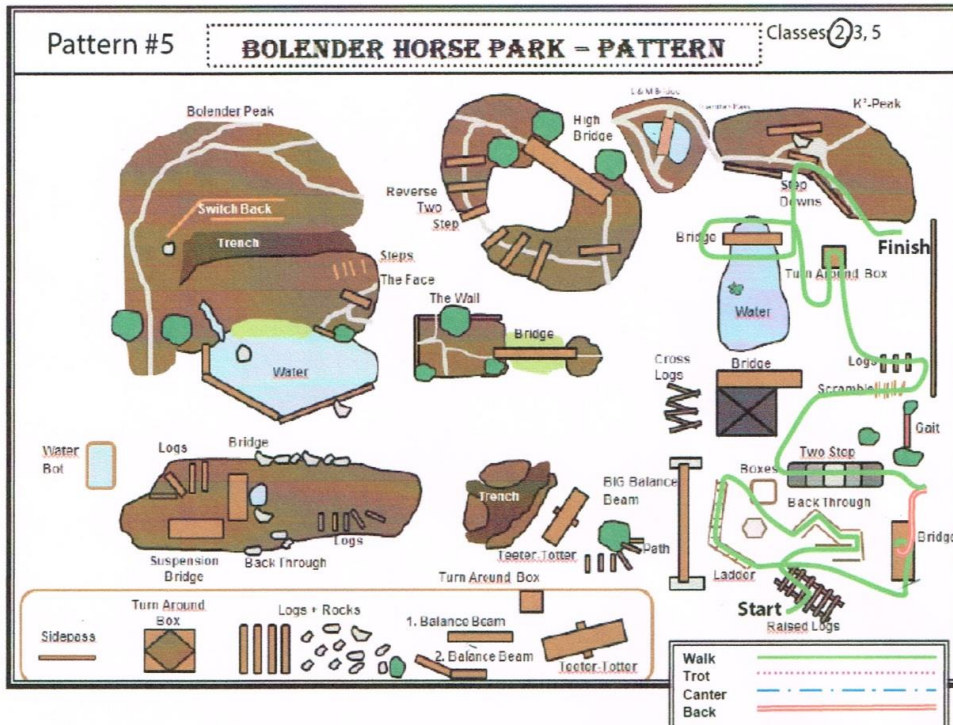 Pattern #5
BOLENDER HORSE PARK – PATTERN
Classes: 2, 3, 5
Bolender Peak
High
Bridge
K²-Peak
Reverse
Two
Step
Switch Back
Trench
Steps
The Face
Step
Downs
Bridge
Finish
Turn Around Box
The Wall
Bridge
Water
Water
Cross
Logs
Bridge
Logs
Scramble
Gait
Water
Bot
Logs
Bridge
Two Stop
Trench
BIG Balance
Beam
Boxes
Back Through
Bridge
Logs
Suspension
Bridge
Back Through
Teeter-Totter
Path
Ladder
Turn Around Box
Start
Raised Logs
Sidepass
Turn Around
Box
Logs + Rocks
1. Balance Beam
2. Balance Beam
Teeter-Totter
Walk
Trot
Canter
Back